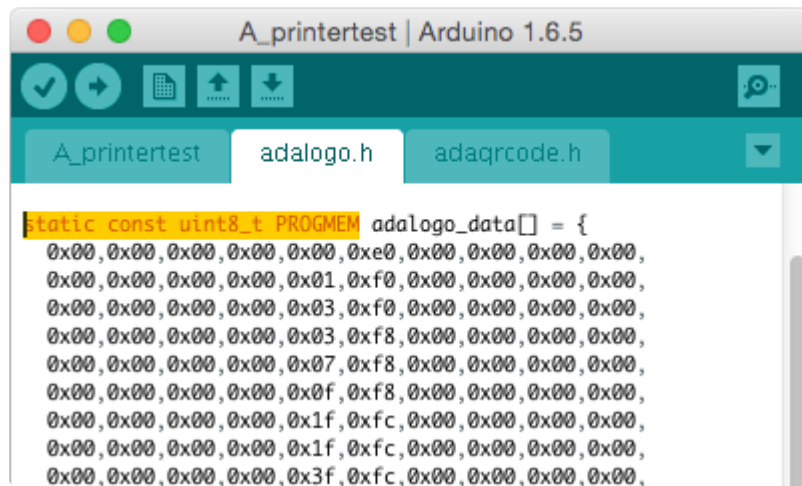 A_printertest | Arduino 1.6.5
A_printertest adalogo.h adaqrcode.h
static const uint8_t PROGMEM adalogo_data[] = {
0x00,0x00,0x00,0x00,0x00,0xe0,0x00,0x00,0x00,0x00,
0x00,0x00,0x00,0x00,0x01,0xf0,0x00,0x00,0x00,0x00,
0x00,0x00,0x00,0x00,0x03,0xf0,0x00,0x00,0x00,0x00,
0x00,0x00,0x00,0x00,0x03,0xf8,0x00,0x00,0x00,0x00,
0x00,0x00,0x00,0x00,0x07,0xf8,0x00,0x00,0x00,0x00,
0x00,0x00,0x00,0x00,0x0f,0xf8,0x00,0x00,0x00,0x00,
0x00,0x00,0x00,0x00,0x1f,0xfc,0x00,0x00,0x00,0x00,
0x00,0x00,0x00,0x00,0x1f,0xfc,0x00,0x00,0x00,0x00,
0x00,0x00,0x00,0x00,0x3f,0xfc,0x00,0x00,0x00,0x00,